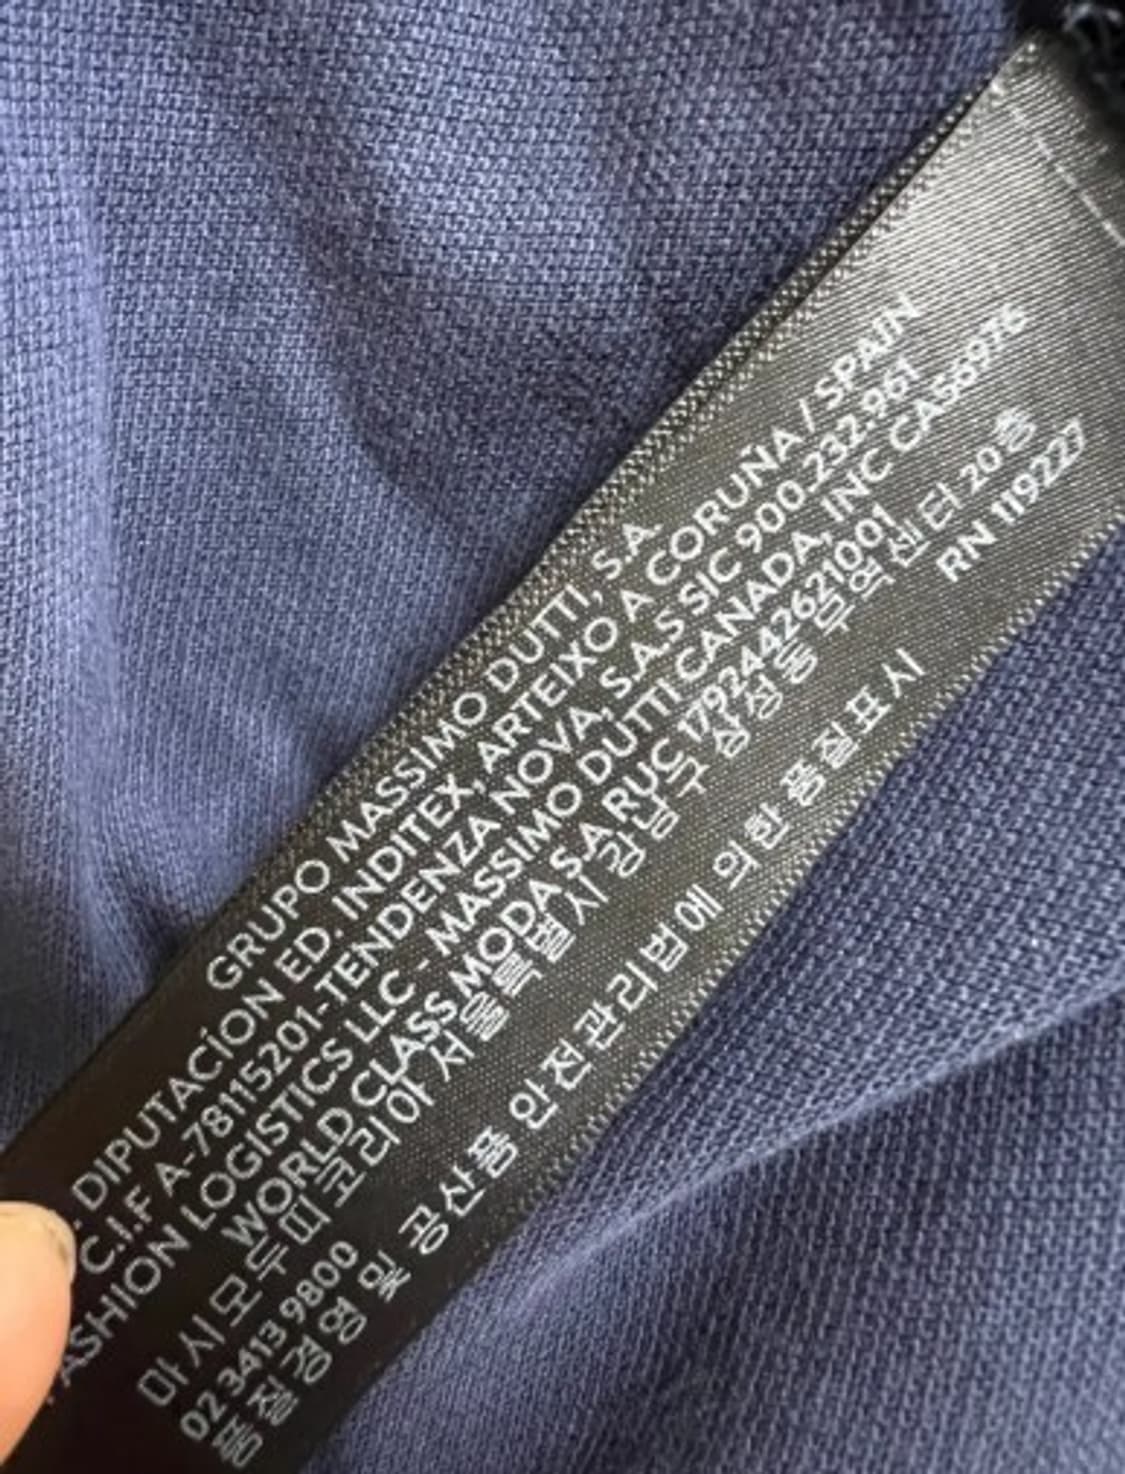 GRUPO MASSIMO DUTTI, S.A.
. DIPUTACÍON ED. INDITEX, ARTEIXO A CORUÑA / SPAIN
C.I.F A-78115201-TENDENZA NOVA, S.A.S SIC 900.232.961
FASHION LOGISTICS LLC - MASSIMO DUTTI CANADA, INC CA56976
WORLD CLASS MODA,S.A RUC 1792442621001
마시모두띠코리아 서울특별시 강남구 삼성동 무역센터 20층
02 3413 9800 RN 119227
품질경영 및 공산품 안전관리법에 의한 품질표시